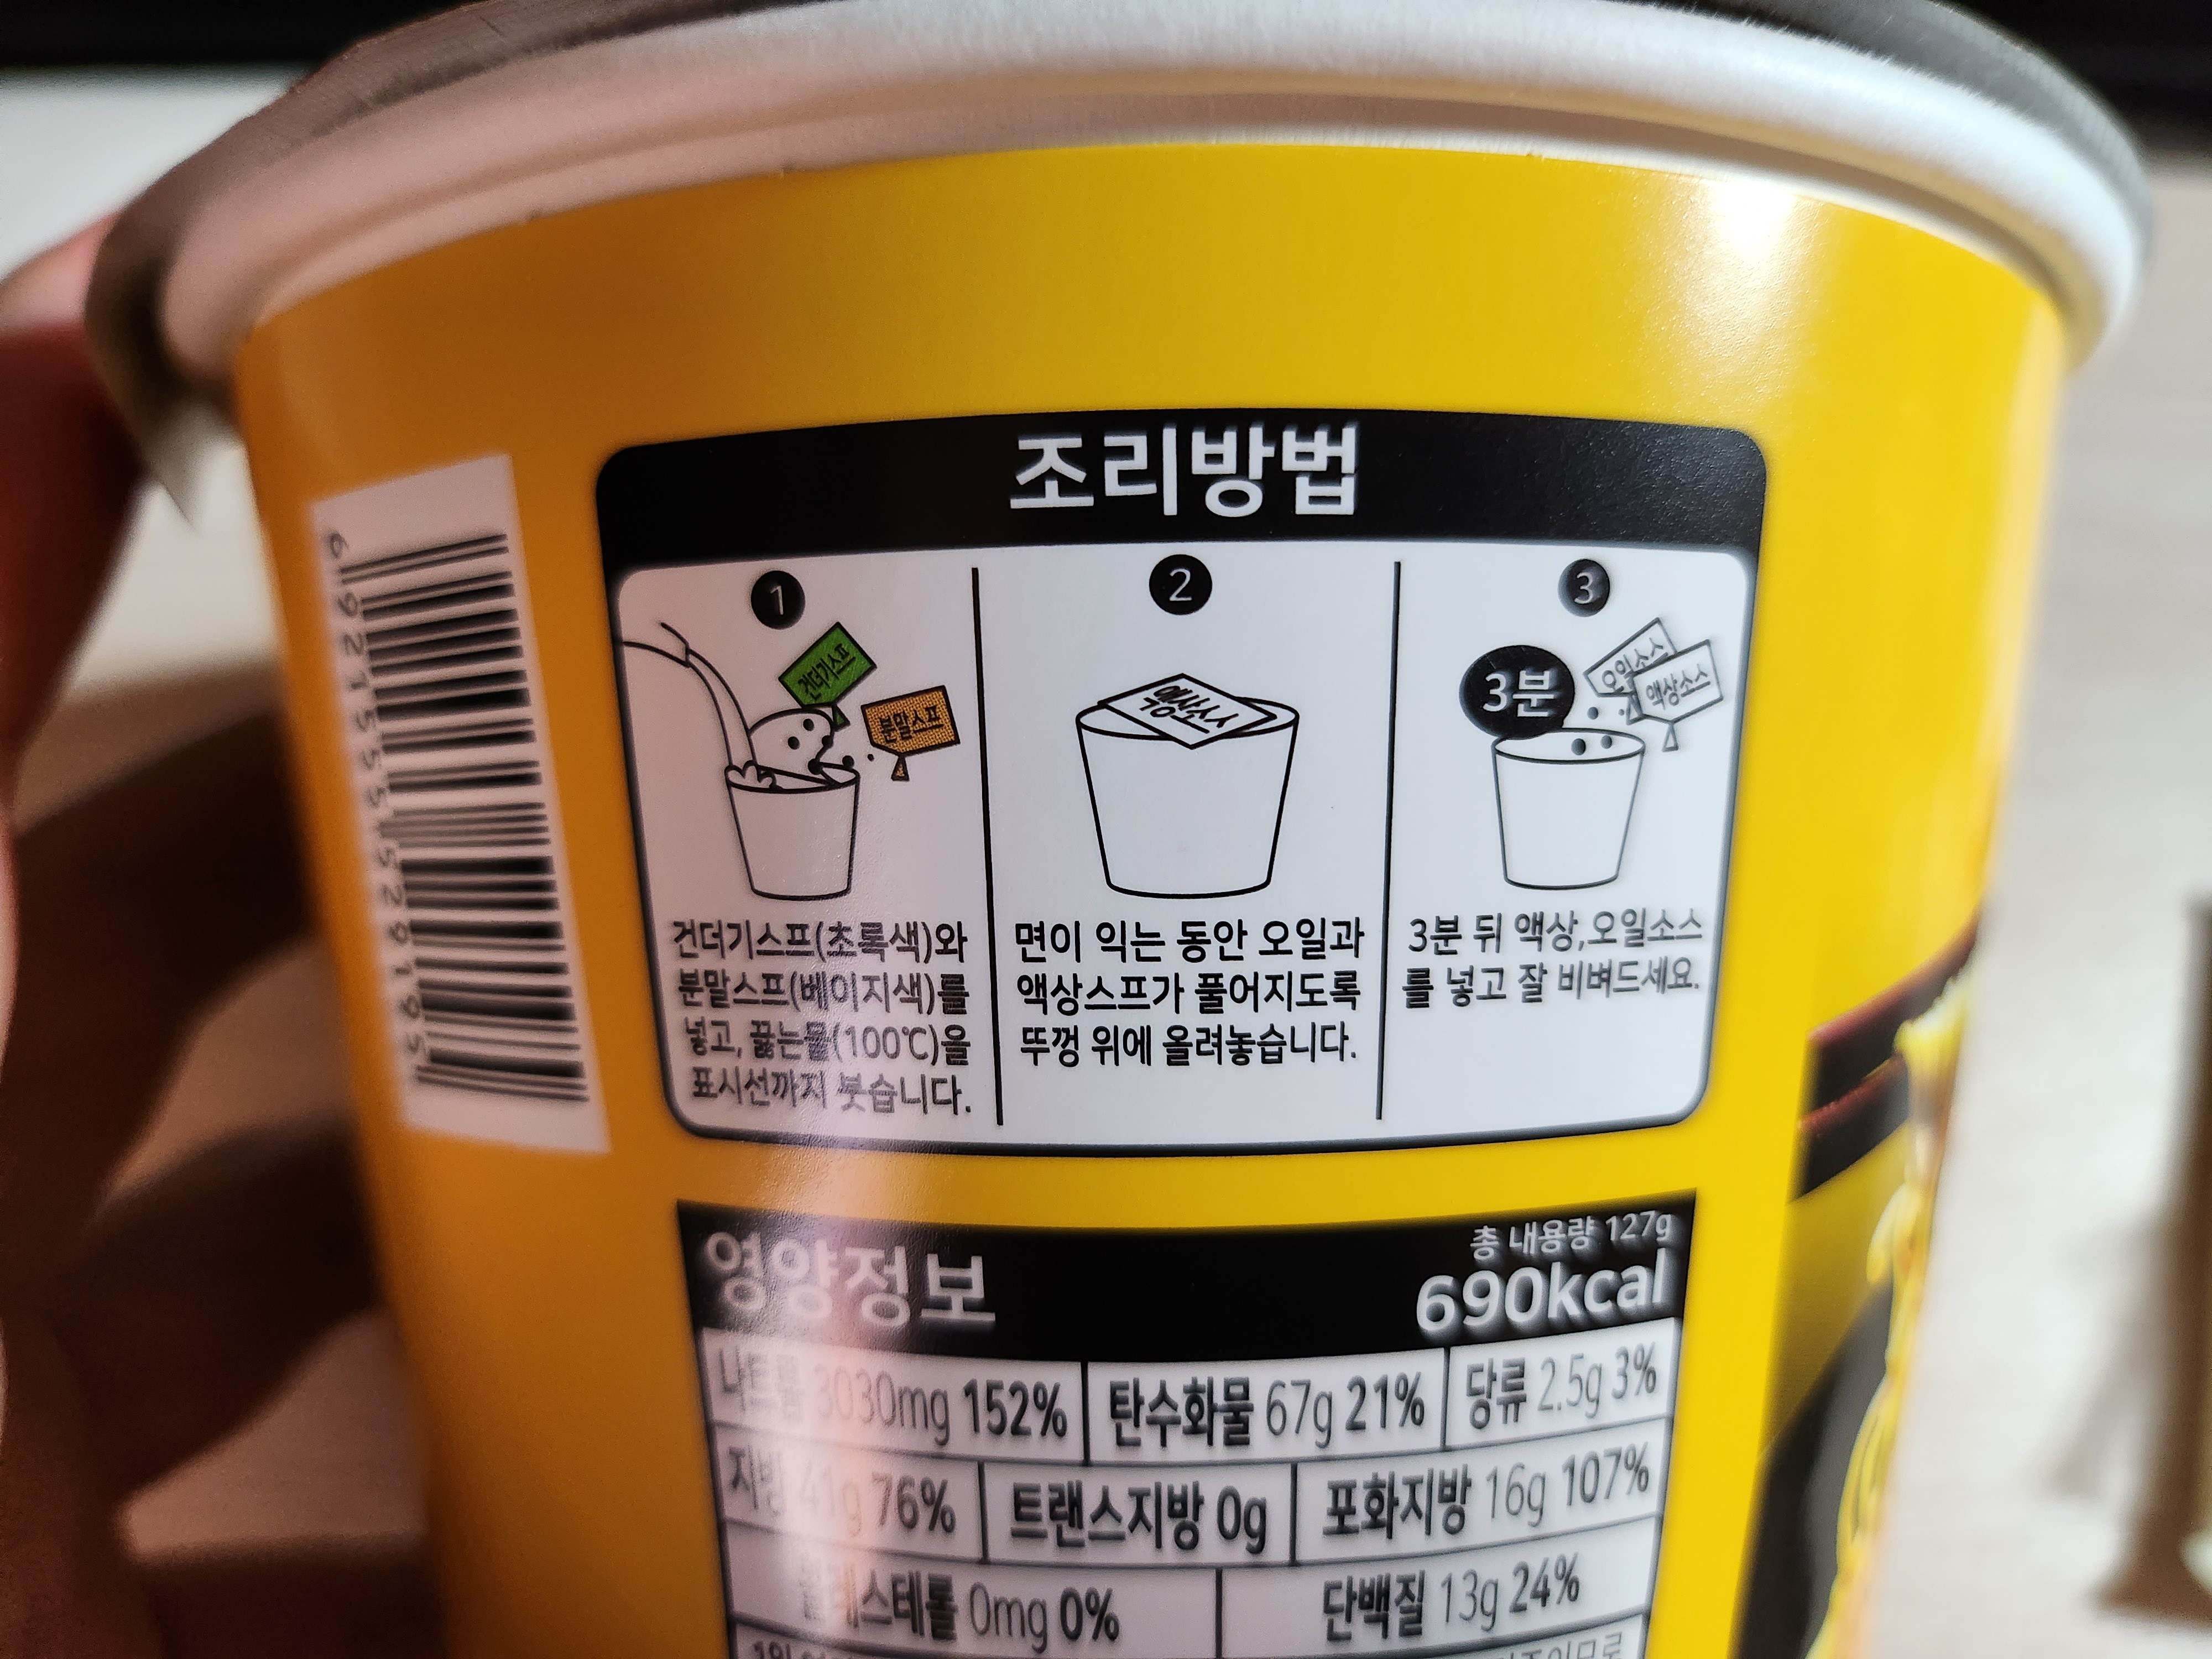 조리방법
1
건더기스프
분말스프
건더기스프(초록색)와
분말스프(베이지색)를
넣고, 끓는물(100℃)을
표시선까지 붓습니다.
2
액상소스
면이 익는 동안 오일과
액상스프가 풀어지도록
뚜껑 위에 올려놓습니다.
3
3분
오일소스
액상소스
3분 뒤 액상,오일소스
를 넣고 잘 비벼드세요.
6921555529195
영양정보
총 내용량 127g
690kcal
나트륨 3030mg 152% 탄수화물 67g 21% 당류 2.5g 3%
지방 41g 76% 트랜스지방 0g 포화지방 16g 107%
콜레스테롤 0mg 0% 단백질 13g 24%